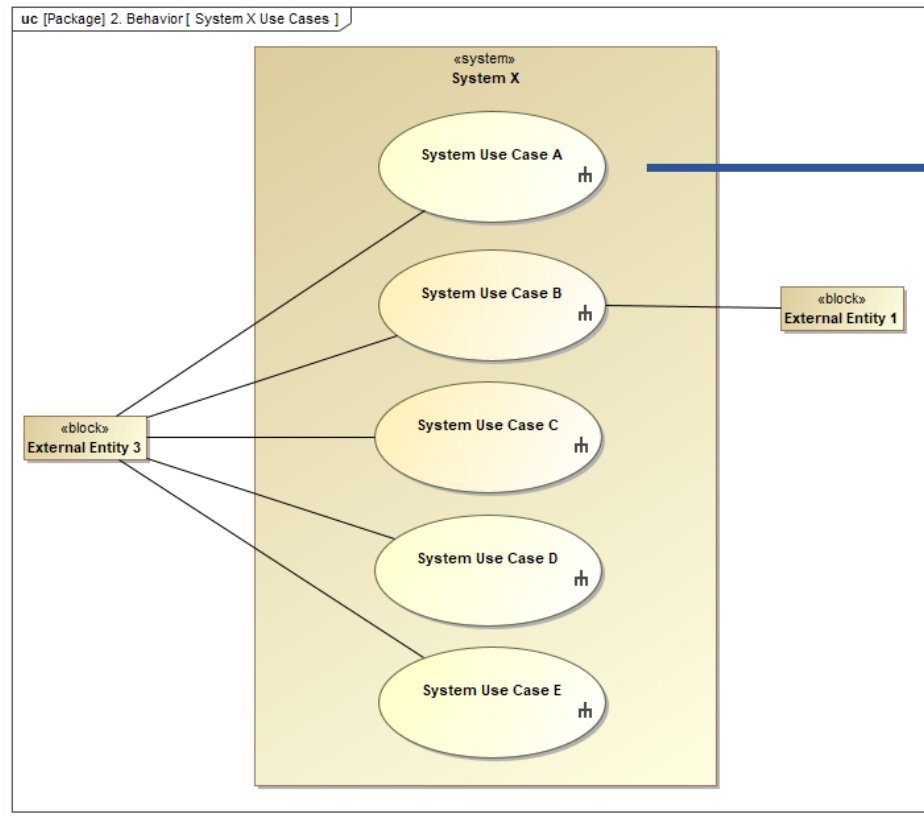 uc [Package] 2. Behavior [ System X Use Cases ]
«system»
System X
System Use Case A
System Use Case B
«block»
External Entity 1
System Use Case C
«block»
External Entity 3
System Use Case D
System Use Case E